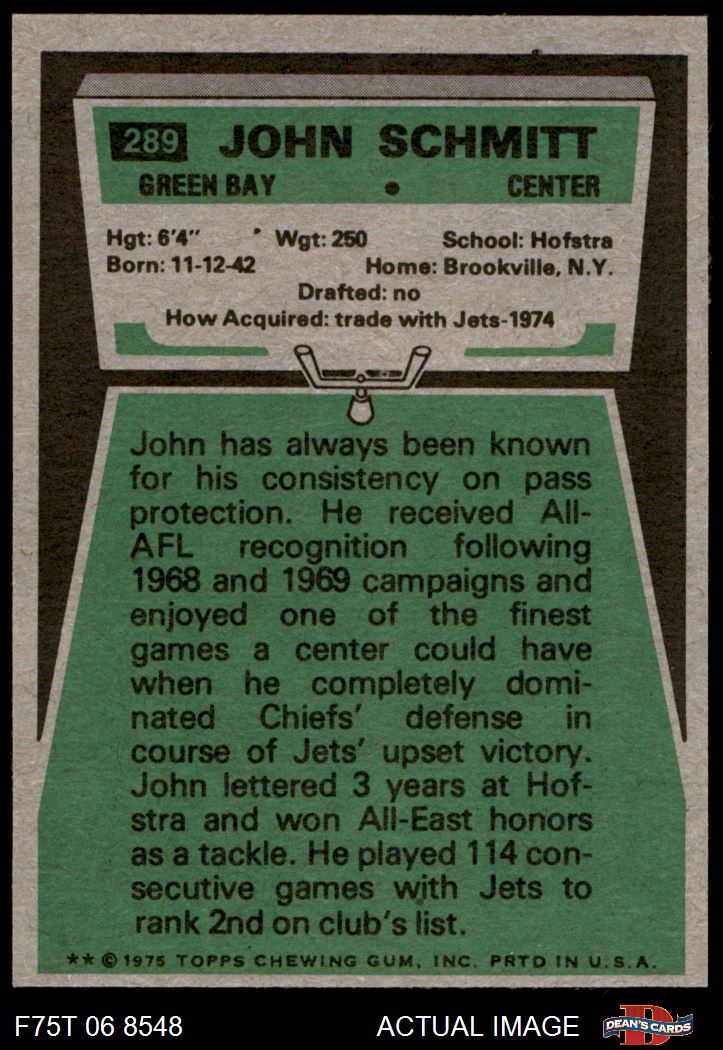 289 JOHN SCHMITT
GREEN BAY • CENTER
Hgt: 6'4" Wgt: 250 School: Hofstra
Born: 11-12-42 Home: Brookville, N.Y.
Drafted: no
How Acquired: trade with Jets-1974
John has always been known
for his consistency on pass
protection. He received All-
AFL recognition following
1968 and 1969 campaigns and
enjoyed one of the finest
games a center could have
when he completely domi-
nated Chiefs' defense in
course of Jets' upset victory.
John lettered 3 years at Hof-
stra and won All-East honors
as a tackle. He played 114 con-
secutive games with Jets to
rank 2nd on club's list.
** © 1975 TOPPS CHEWING GUM, INC. PRTD IN U.S.A.
F75T 06 8548 ACTUAL IMAGE D DEAN'S CARDS